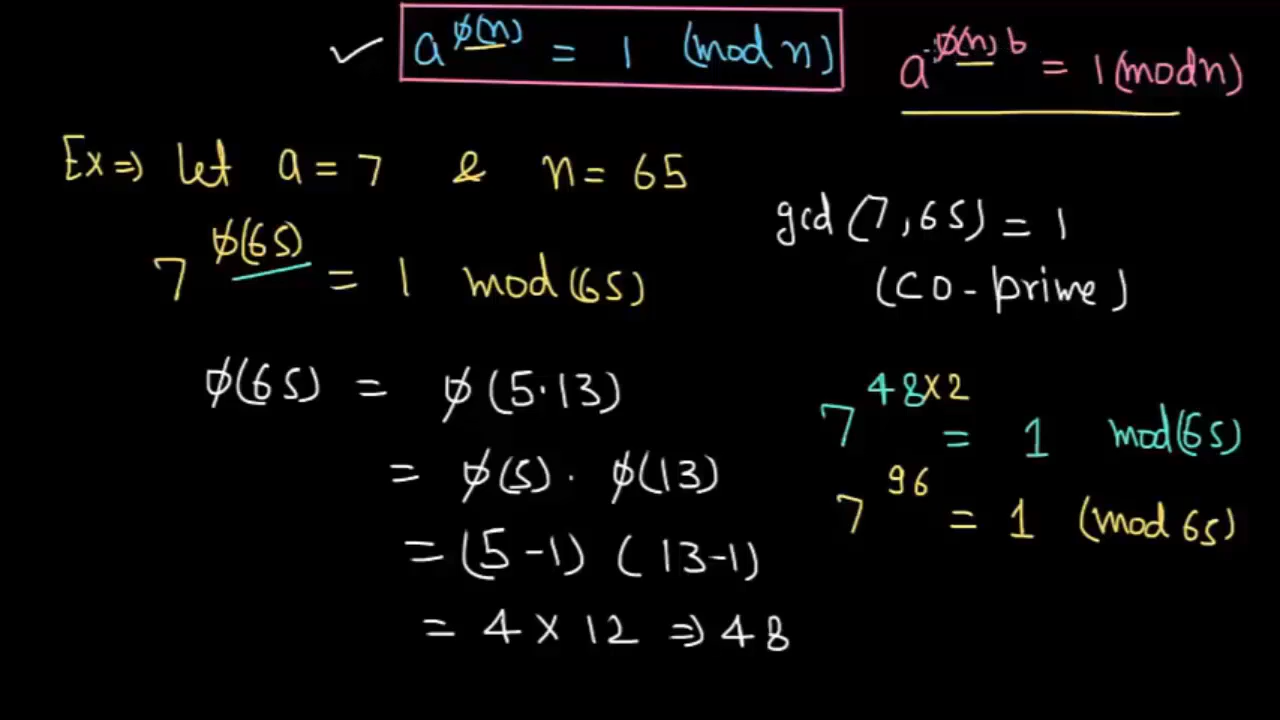 ✓ a^ϕ(n) = 1 (mod n)
a^ϕ(n) b = 1 (mod n)
Ex ⇒ let a = 7 & n = 65
7^ϕ(65) = 1 mod(65)
gcd (7, 65) = 1
(co-prime)
ϕ(65) = ϕ(5·13)
= ϕ(5) · ϕ(13)
= (5-1) (13-1)
= 4 × 12 ⇒ 48
7^48×2 = 1 mod(65)
7^96 = 1 (mod 65)